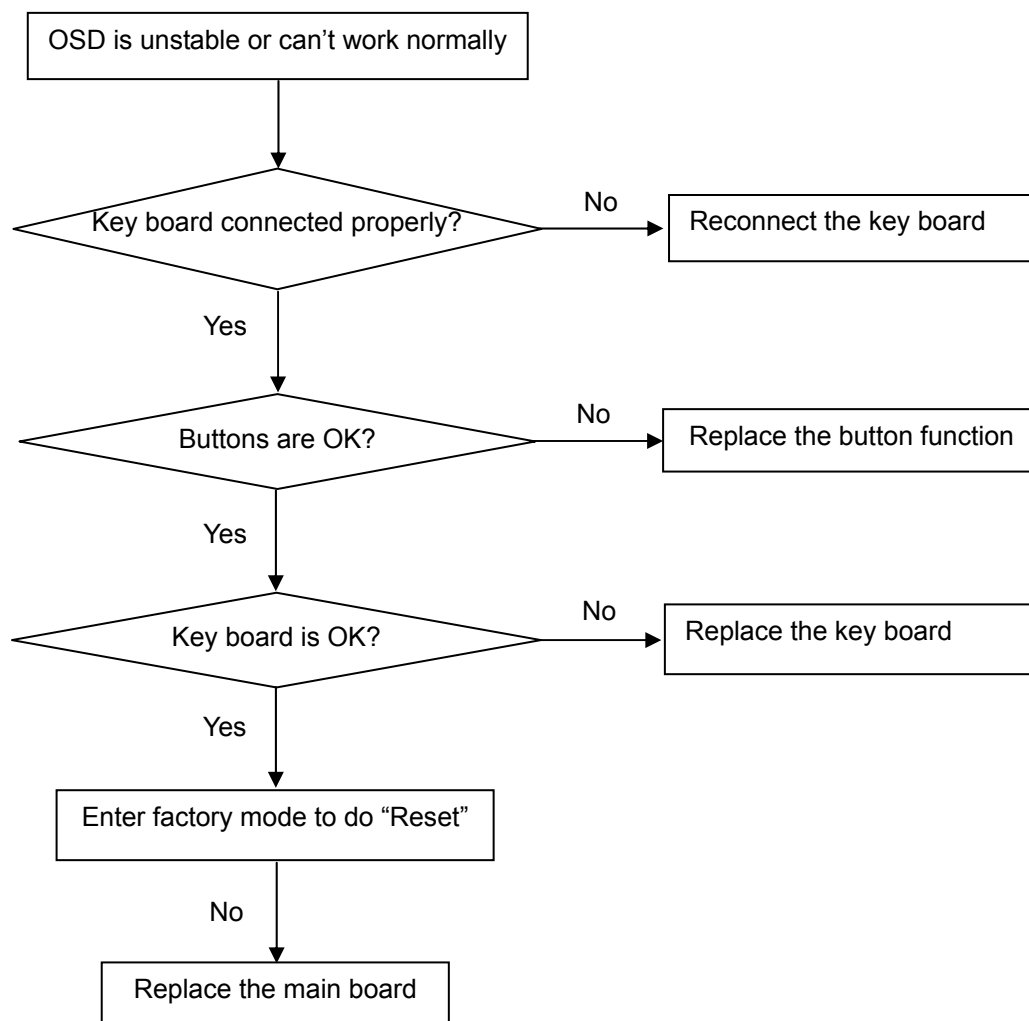 OSD is unstable or can’t work normally
Key board connected properly?
No
Reconnect the key board
Yes
Buttons are OK?
No
Replace the button function
Yes
Key board is OK?
No
Replace the key board
Yes
Enter factory mode to do “Reset”
No
Replace the main board